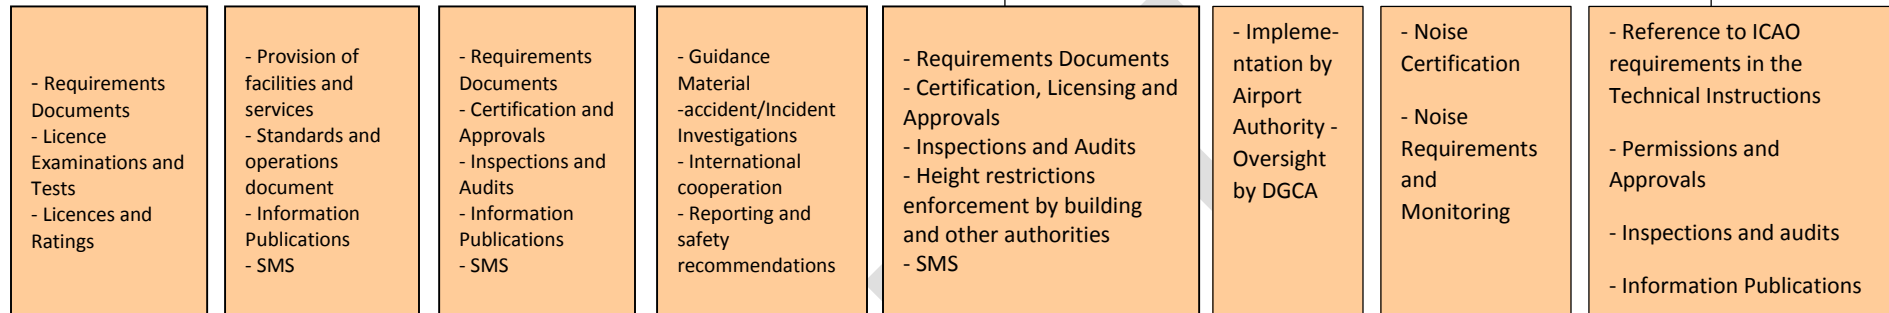 - Requirements
Documents
- Licence
Examinations and
Tests
- Licences and
Ratings
- Provision of
facilities and
services
- Standards and
operations
document
- Information
Publications
- SMS
- Requirements
Documents
- Certification and
Approvals
- Inspections and
Audits
- Information
Publications
- SMS
- Guidance
Material
-accident/Incident
Investigations
- International
cooperation
- Reporting and
safety
recommendations
- Requirements Documents
- Certification, Licensing and
Approvals
- Inspections and Audits
- Height restrictions
enforcement by building
and other authorities
- SMS
- Impleme-
ntation by
Airport
Authority -
Oversight
by DGCA
- Noise
Certification
- Noise
Requirements
and
Monitoring
- Reference to ICAO
requirements in the
Technical Instructions
- Permissions and
Approvals
- Inspections and audits
- Information Publications